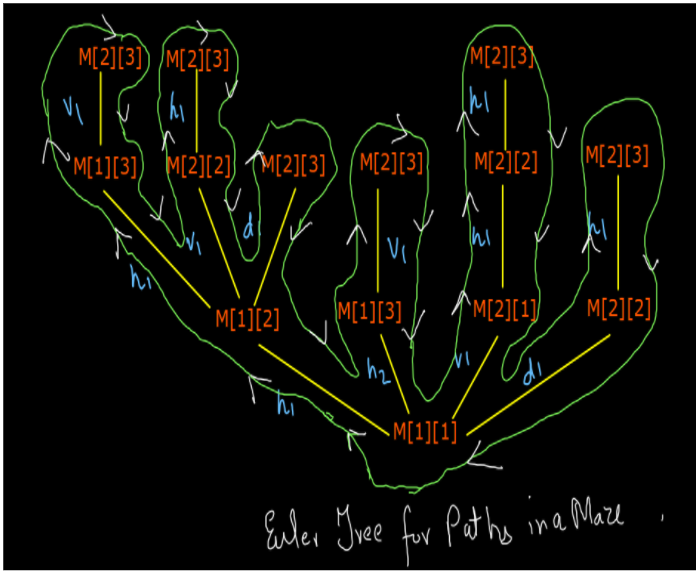 M[2][3] M[2][3] M[2][3]
v1 h1 h1
M[1][3] M[2][2] M[2][3] M[2][3] M[2][2] M[2][3]
h1 v1 d1 v1 h1 h1
M[1][2] M[1][3] M[2][1] M[2][2]
h1 h2 v1 d1
M[1][1]
Euler Tree for Paths in a Maze .